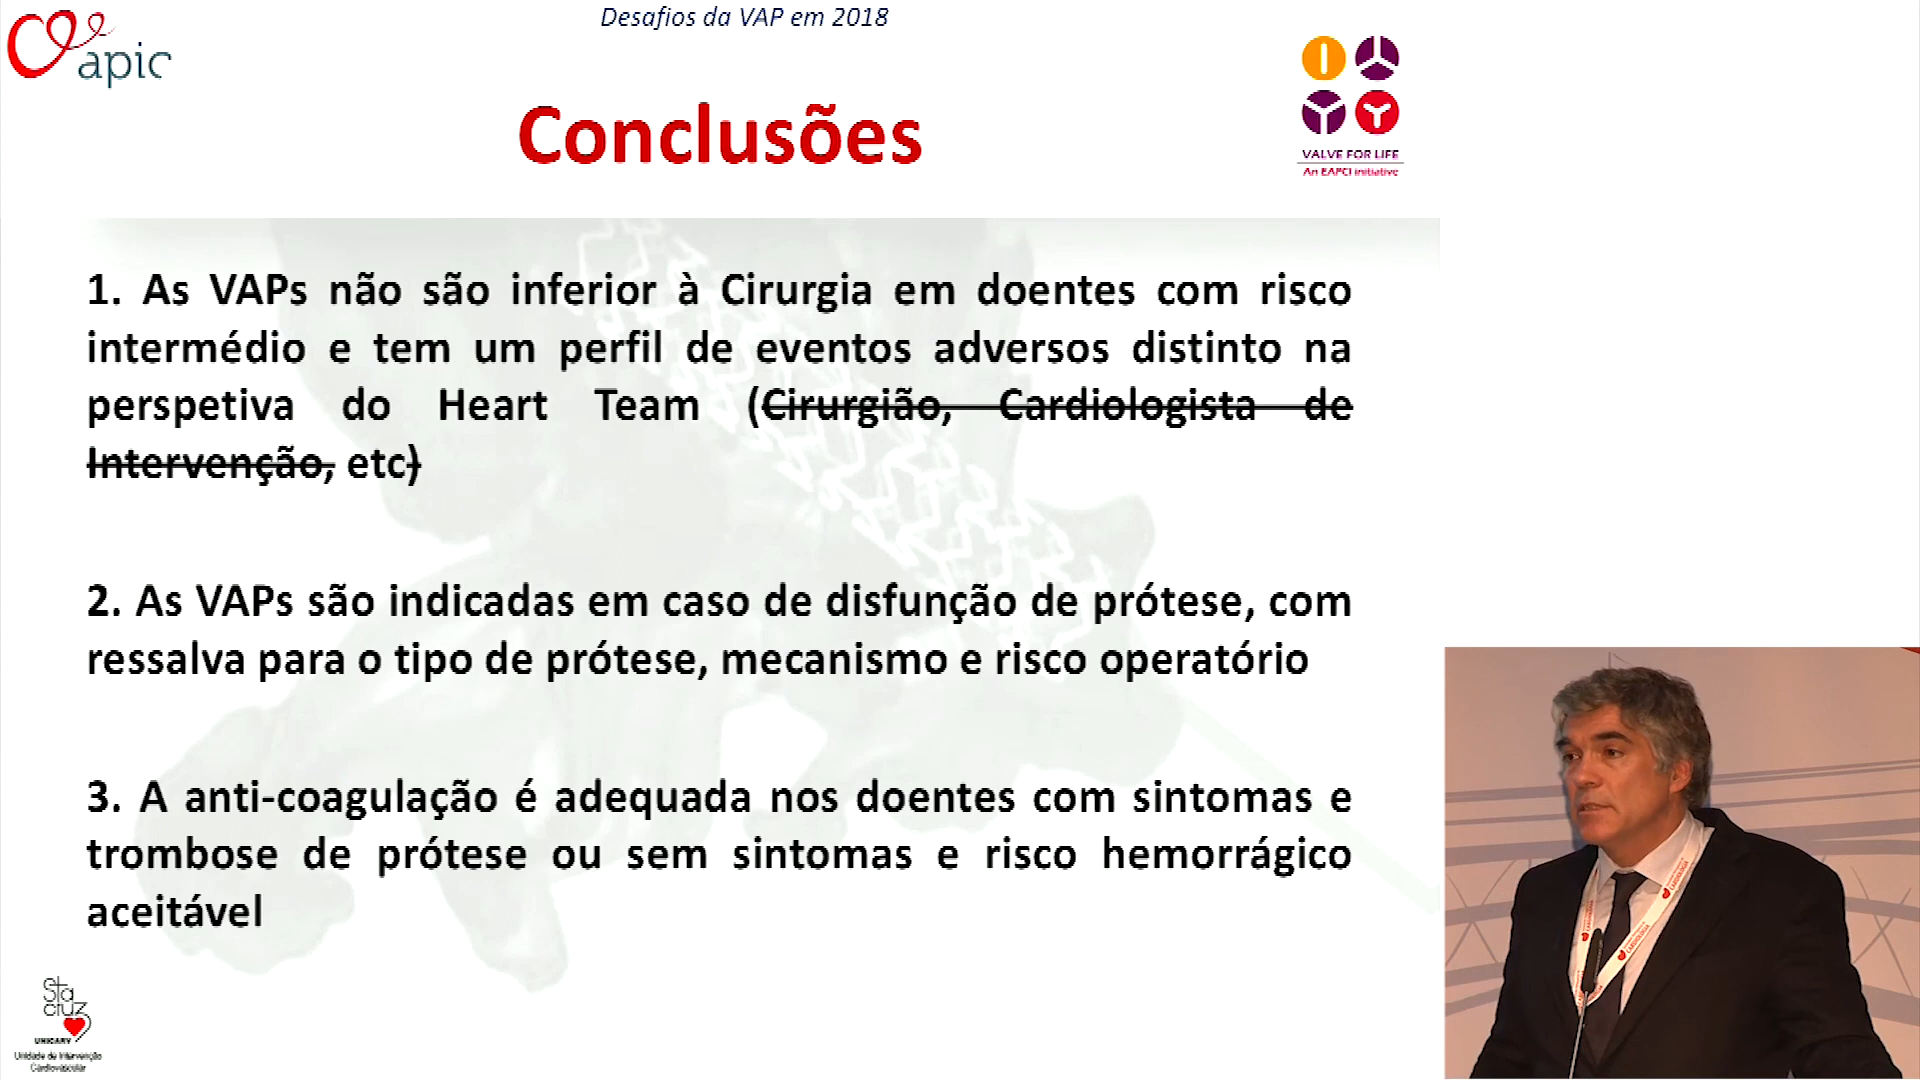 Desafios da VAP em 2018
apic
Conclusões
VALVE FOR LIFE
An EAPCI initiative
1. As VAPs não são inferior à Cirurgia em doentes com risco
intermédio e tem um perfil de eventos adversos distinto na
perspetiva do Heart Team (Cirurgião, Cardiologista de
Intervenção, etc)
2. As VAPs são indicadas em caso de disfunção de prótese, com
ressalva para o tipo de prótese, mecanismo e risco operatório
3. A anti-coagulação é adequada nos doentes com sintomas e
trombose de prótese ou sem sintomas e risco hemorrágico
aceitável
Sta
cruz
UNICARV
Unidade de Intervenção
Cardiovascular
CARDIOLOGIA
CARDIOLOGIA